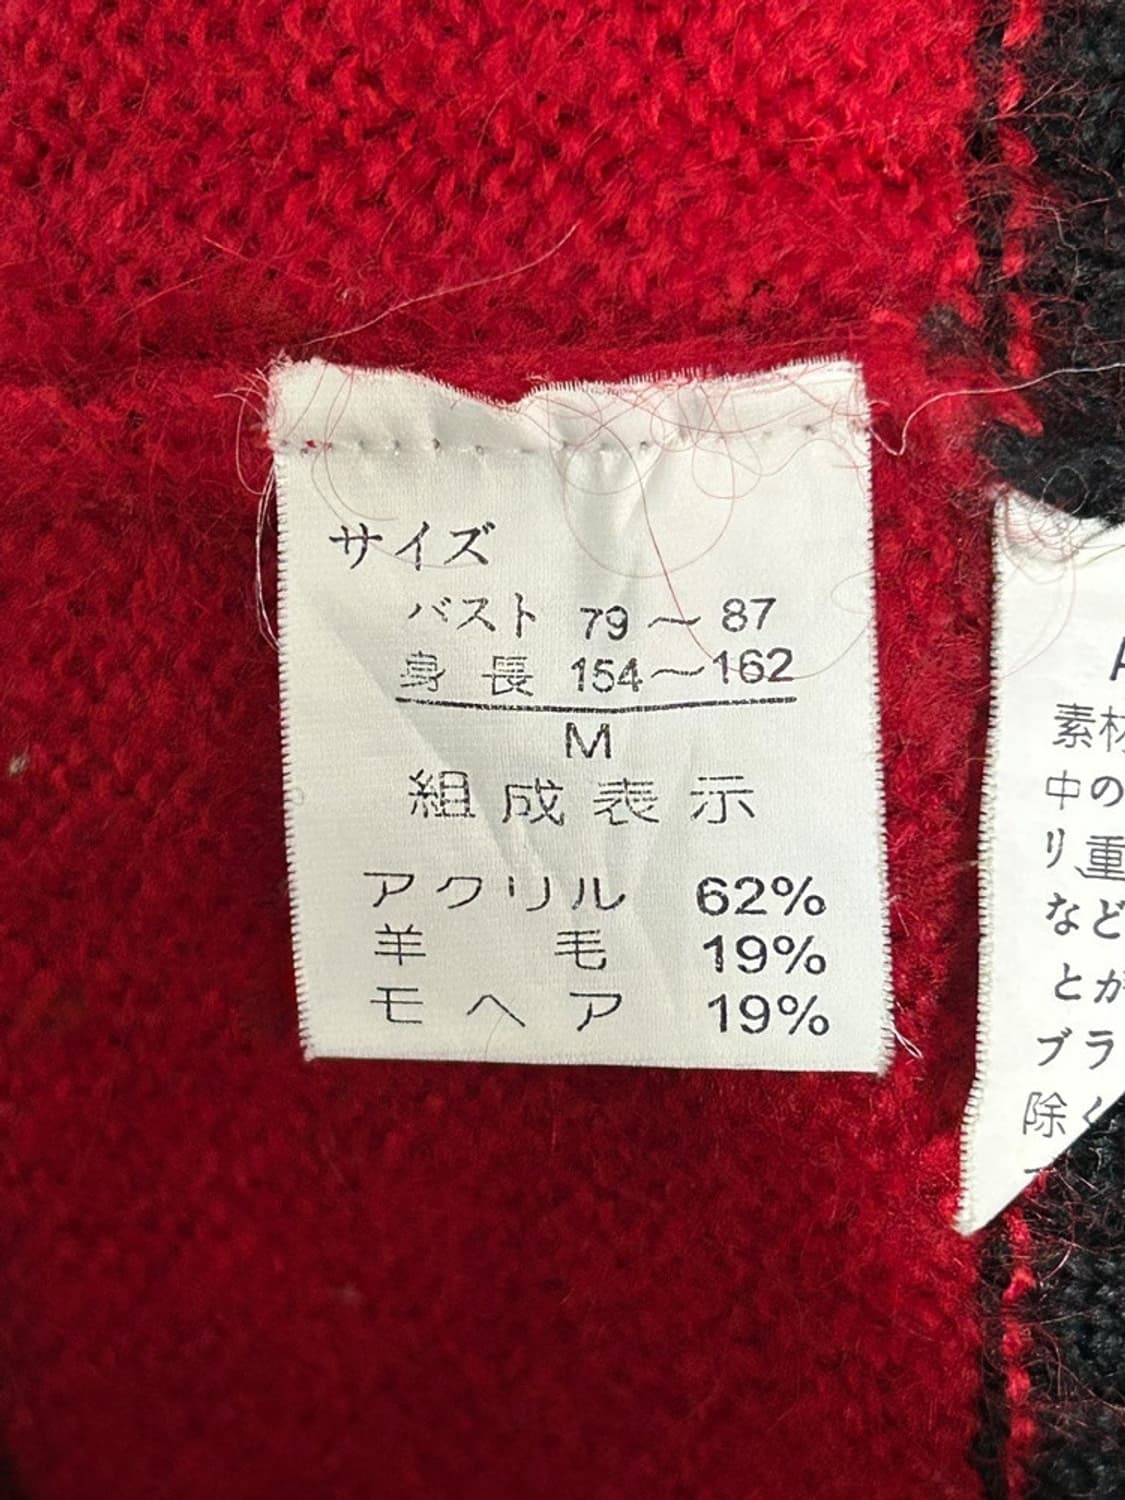 サイズ
バスト 79～87
身長 154～162
M
組成表示
アクリル 62%
羊毛 19%
モヘア 19%
素材
中の
リ、重
など
とが
ブラ
除く